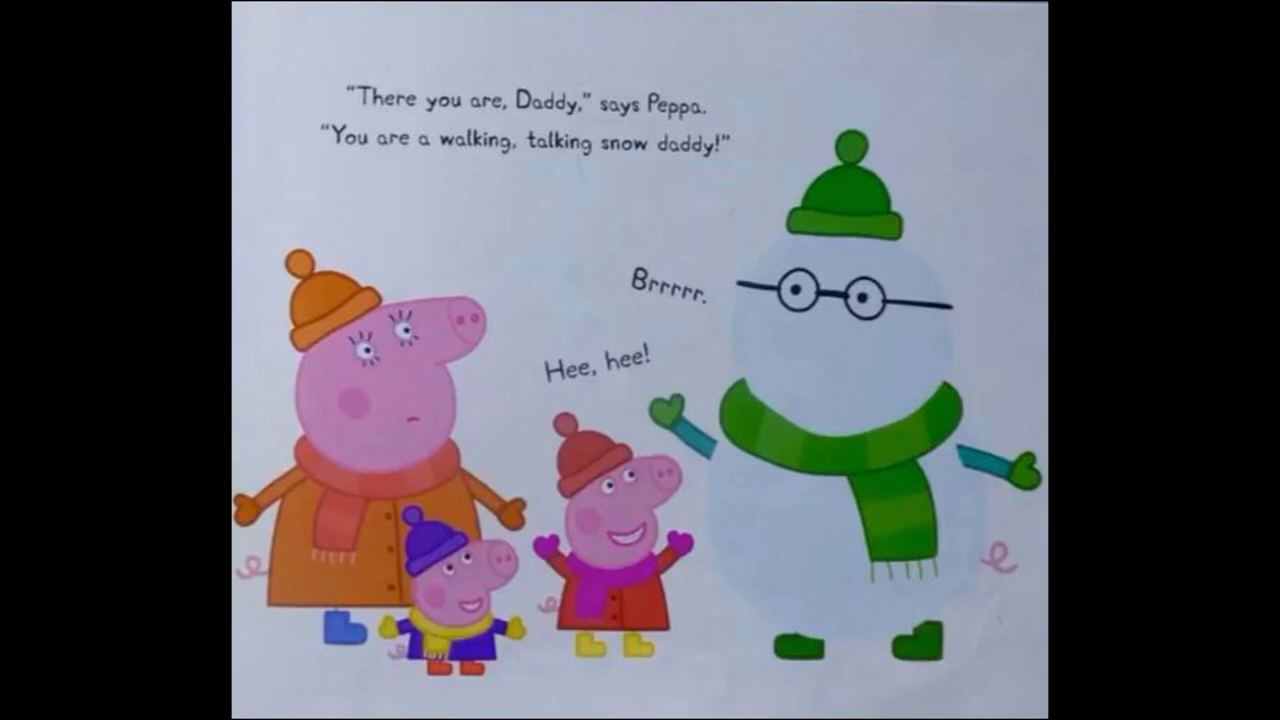 “There you are, Daddy,” says Peppa.
“You are a walking, talking snow daddy!”
Brrrrr.
Hee, hee!